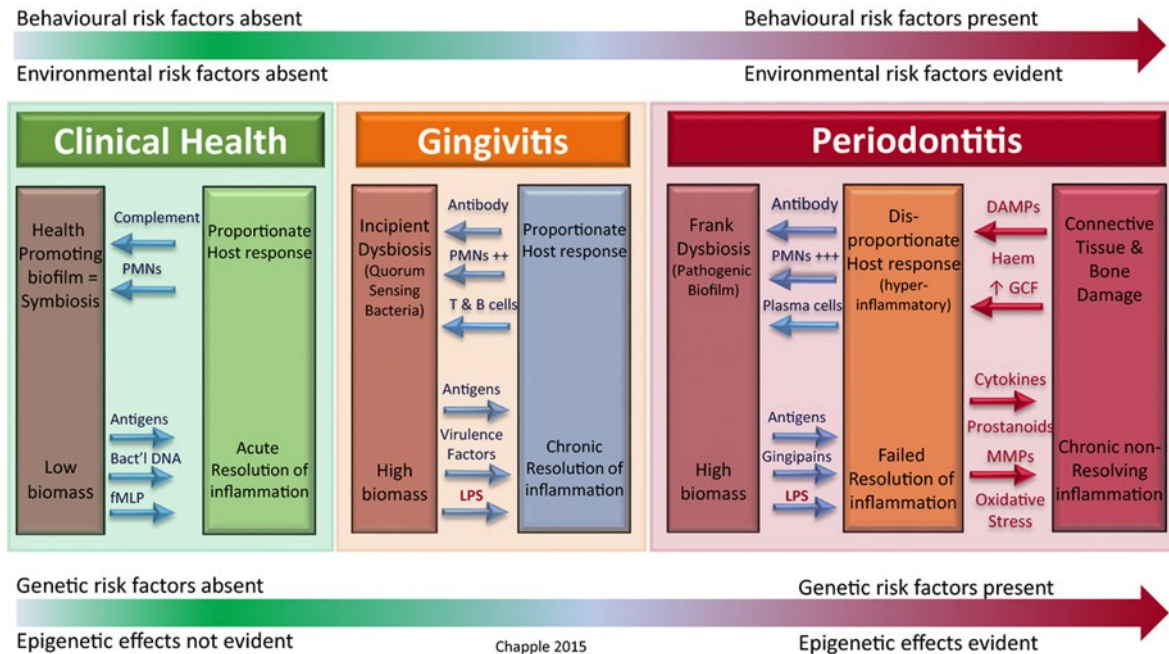 Behavioural risk factors absent
Behavioural risk factors present
Environmental risk factors absent
Environmental risk factors evident
Clinical Health
Health
Promoting
biofilm =
Symbiosis
Low
biomass
Complement
PMNs
Antigens
Bact'l DNA
fMLP
Proportionate
Host response
Acute
Resolution of
inflammation
Gingivitis
Incipient
Dysbiosis
(Quorum
Sensing
Bacteria)
High
biomass
Antibody
PMNs ++
T & B cells
Antigens
Virulence
Factors
LPS
Proportionate
Host response
Chronic
Resolution of
inflammation
Periodontitis
Frank
Dysbiosis
(Pathogenic
Biofilm)
High
biomass
Antibody
PMNs +++
Plasma cells
Antigens
Gingipains
LPS
Dis-
proportionate
Host response
(hyper-
inflammatory)
Failed
Resolution of
inflammation
DAMPs
Haem
↑ GCF
Cytokines
Prostanoids
MMPs
Oxidative
Stress
Connective
Tissue &
Bone
Damage
Chronic non-
Resolving
inflammation
Genetic risk factors absent
Genetic risk factors present
Epigenetic effects not evident
Chapple 2015
Epigenetic effects evident